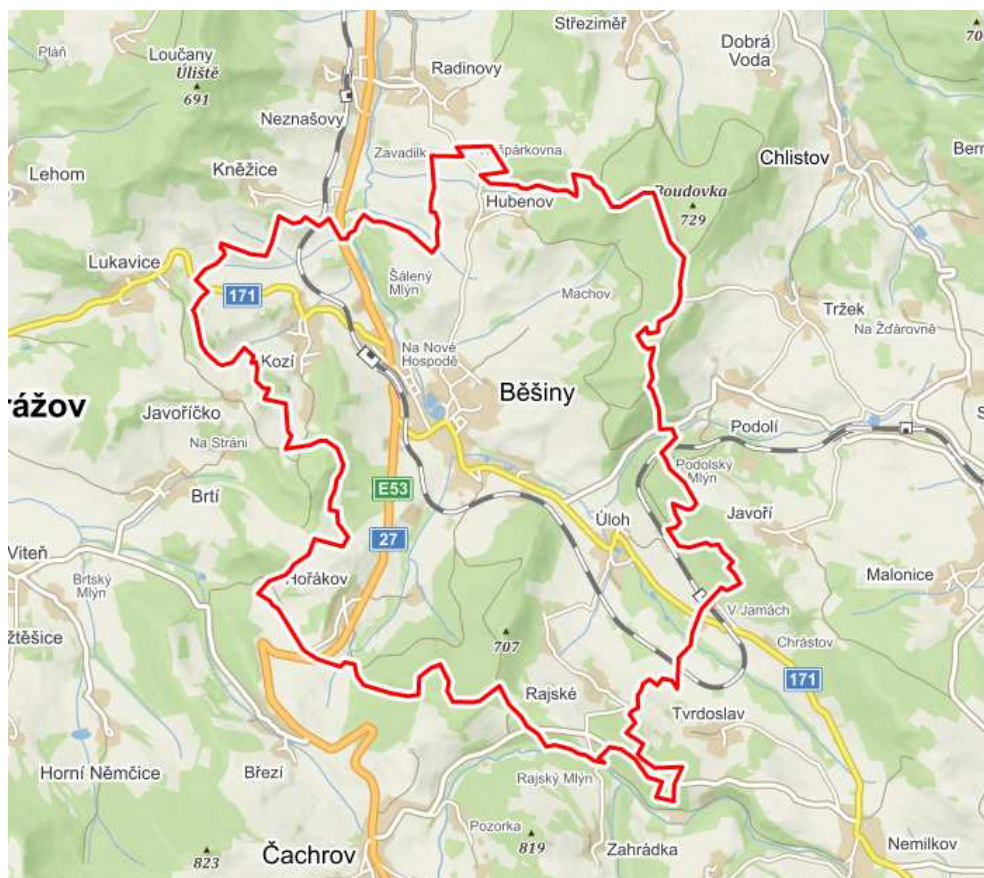 Střeziměř
Pláň
Loučany
Úliště
691
Radinovy
Dobrá
Voda
Neznašovy
Zavadilk
Chlistov
Lehom
Kněžice
Hubenov
Boudovka
729
Lukavice
171
Šálený
Mlýn
Machov
Tržek
Na Žďárovně
Kozí
Na Nové
Hospodě
Běšiny
Javoříčko
Na Stráni
Podolí
Podolský
Mlýn
Brtí
E53
27
Úloh
Javoří
Viteň
Brtský
Mlýn
Hořákov
Malonice
V Jamách
Chrástov
707
171
Rajské
Tvrdoslav
Horní Němčice
Březí
Rajský Mlýn
Pozorka
819
Zahrádka
Nemilkov
Čachrov
823